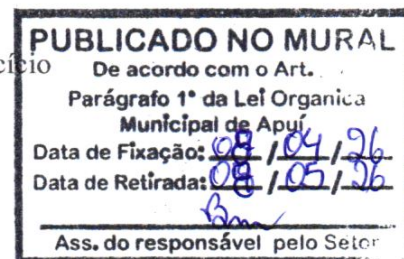 cício
PUBLICADO NO MURAL
De acordo com o Art.
Parágrafo 1º da Lei Organica
Municipal de Apuí
Data de Fixação: 08 / 04 / 26
Data de Retirada: 08 / 05 / 26
Ass. do responsável pelo Setor